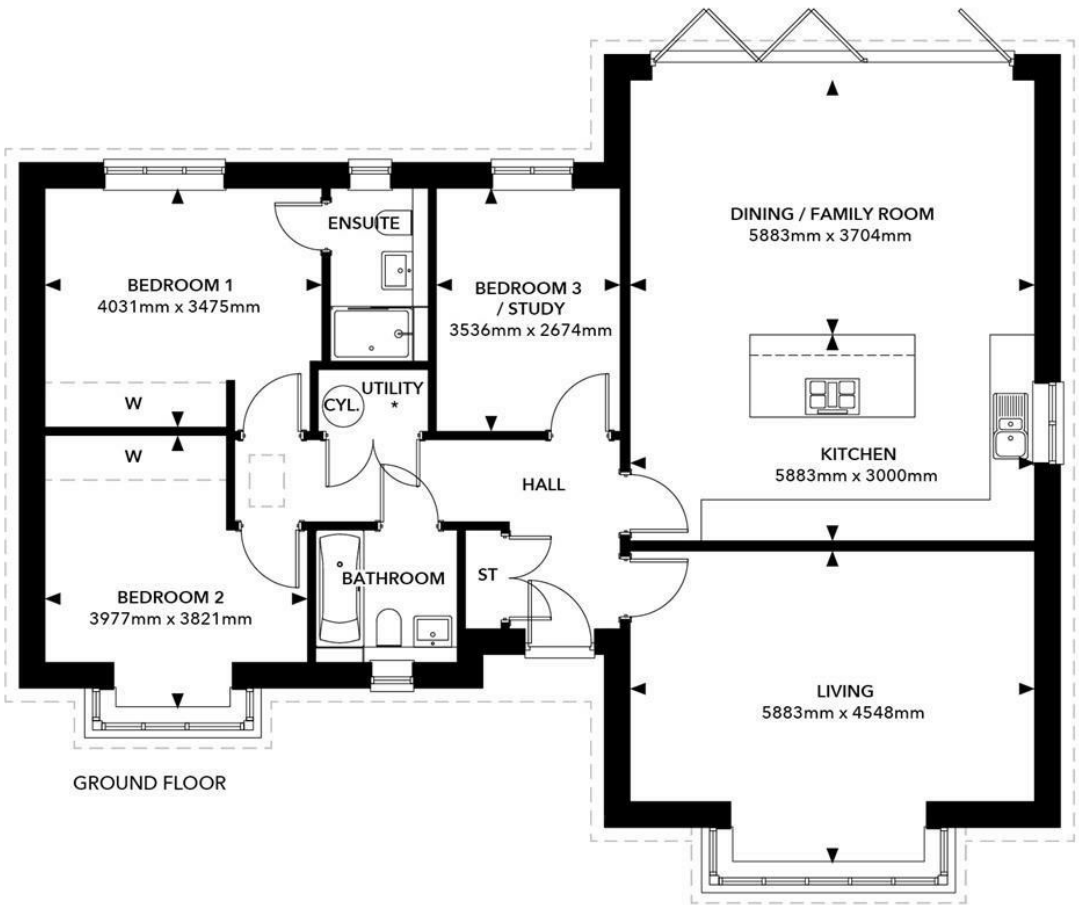 DINING / FAMILY ROOM
5883mm x 3704mm
ENSUITE
BEDROOM 1
4031mm x 3475mm
BEDROOM 3
/ STUDY
3536mm x 2674mm
UTILITY
*
CYL.
W
W
KITCHEN
5883mm x 3000mm
HALL
ST
BATHROOM
BEDROOM 2
3977mm x 3821mm
LIVING
5883mm x 4548mm
GROUND FLOOR